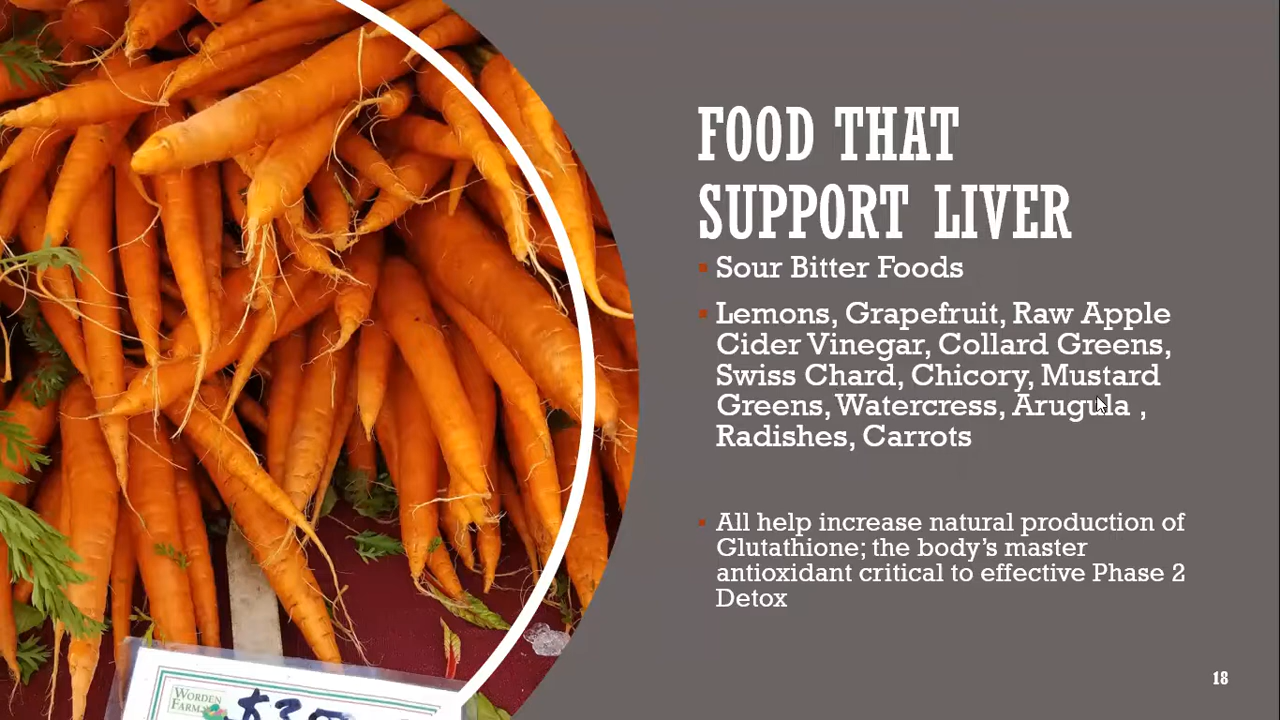 FOOD THAT
SUPPORT LIVER
Sour Bitter Foods
Lemons, Grapefruit, Raw Apple
Cider Vinegar, Collard Greens,
Swiss Chard, Chicory, Mustard
Greens, Watercress, Arugula ,
Radishes, Carrots
All help increase natural production of
Glutathione; the body's master
antioxidant critical to effective Phase 2
Detox
18
WORDEN
FARM